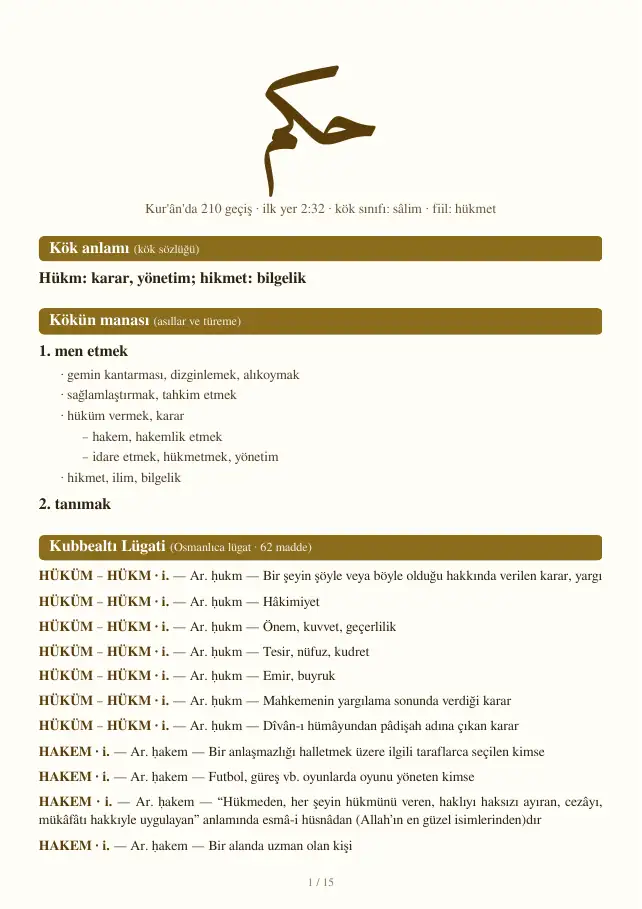 حكم
Kur'ân'da 210 geçiş · ilk yer 2:32 · kök sınıfı: sâlim · fiil: hükmet
Kök anlamı (kök sözlüğü)
Hükm: karar, yönetim; hikmet: bilgelik
Kökün manası (asıllar ve türeme)
1. men etmek
· gemin kantarması, dizginlemek, alıkoymak
· sağlamlaştırmak, tahkim etmek
· hüküm vermek, karar
– hakem, hakemlik etmek
– idare etmek, hükmetmek, yönetim
· hikmet, ilim, bilgelik
2. tanımak
Kubbealtı Lügati (Osmanlıca lügat · 62 madde)
HÜKÜM – HÜKM · i. — Ar. ḥukm — Bir şeyin şöyle veya böyle olduğu hakkında verilen karar, yargı
HÜKÜM – HÜKM · i. — Ar. ḥukm — Hâkimiyet
HÜKÜM – HÜKM · i. — Ar. ḥukm — Önem, kuvvet, geçerlilik
HÜKÜM – HÜKM · i. — Ar. ḥukm — Tesir, nüfuz, kudret
HÜKÜM – HÜKM · i. — Ar. ḥukm — Emir, buyruk
HÜKÜM – HÜKM · i. — Ar. ḥukm — Mahkemenin yargılama sonunda verdiği karar
HÜKÜM – HÜKM · i. — Ar. ḥukm — Dîvân-ı hümâyundan pâdişah adına çıkan karar
HAKEM · i. — Ar. ḥakem — Bir anlaşmazlığı halletmek üzere ilgili taraflarca seçilen kimse
HAKEM · i. — Ar. ḥakem — Futbol, güreş vb. oyunlarda oyunu yöneten kimse
HAKEM · i. — Ar. ḥakem — “Hükmeden, her şeyin hükmünü veren, haklıyı haksızı ayıran, cezâyı,
mükâfâtı hakkıyle uygulayan” anlamında esmâ-i hüsnâdan (Allah’ın en güzel isimlerinden)dır
HAKEM · i. — Ar. ḥakem — Bir alanda uzman olan kişi
1 / 15